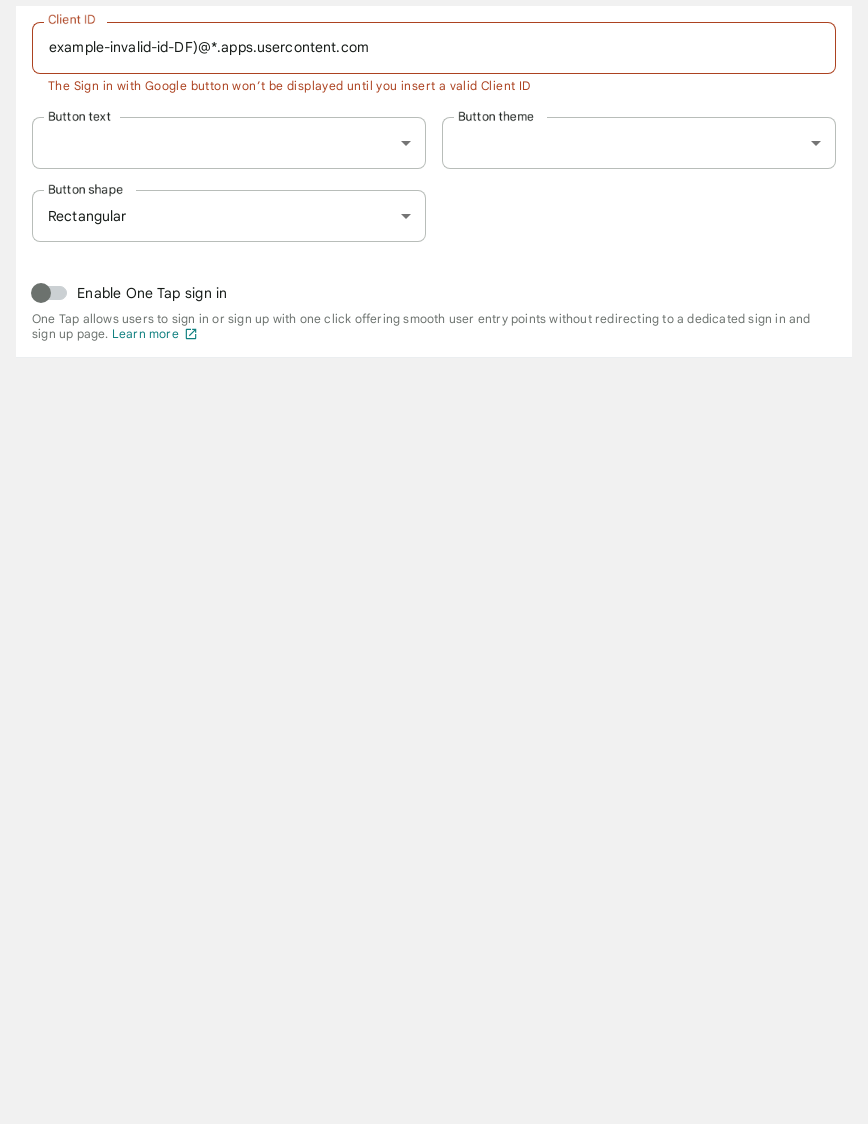 Client ID
example-invalid-id-DF)@*.apps.usercontent.com
The Sign in with Google button won’t be displayed until you insert a valid Client ID
Button text
Button theme
Button shape
Rectangular
Enable One Tap sign in
One Tap allows users to sign in or sign up with one click offering smooth user entry points without redirecting to a dedicated sign in and
sign up page. Learn more